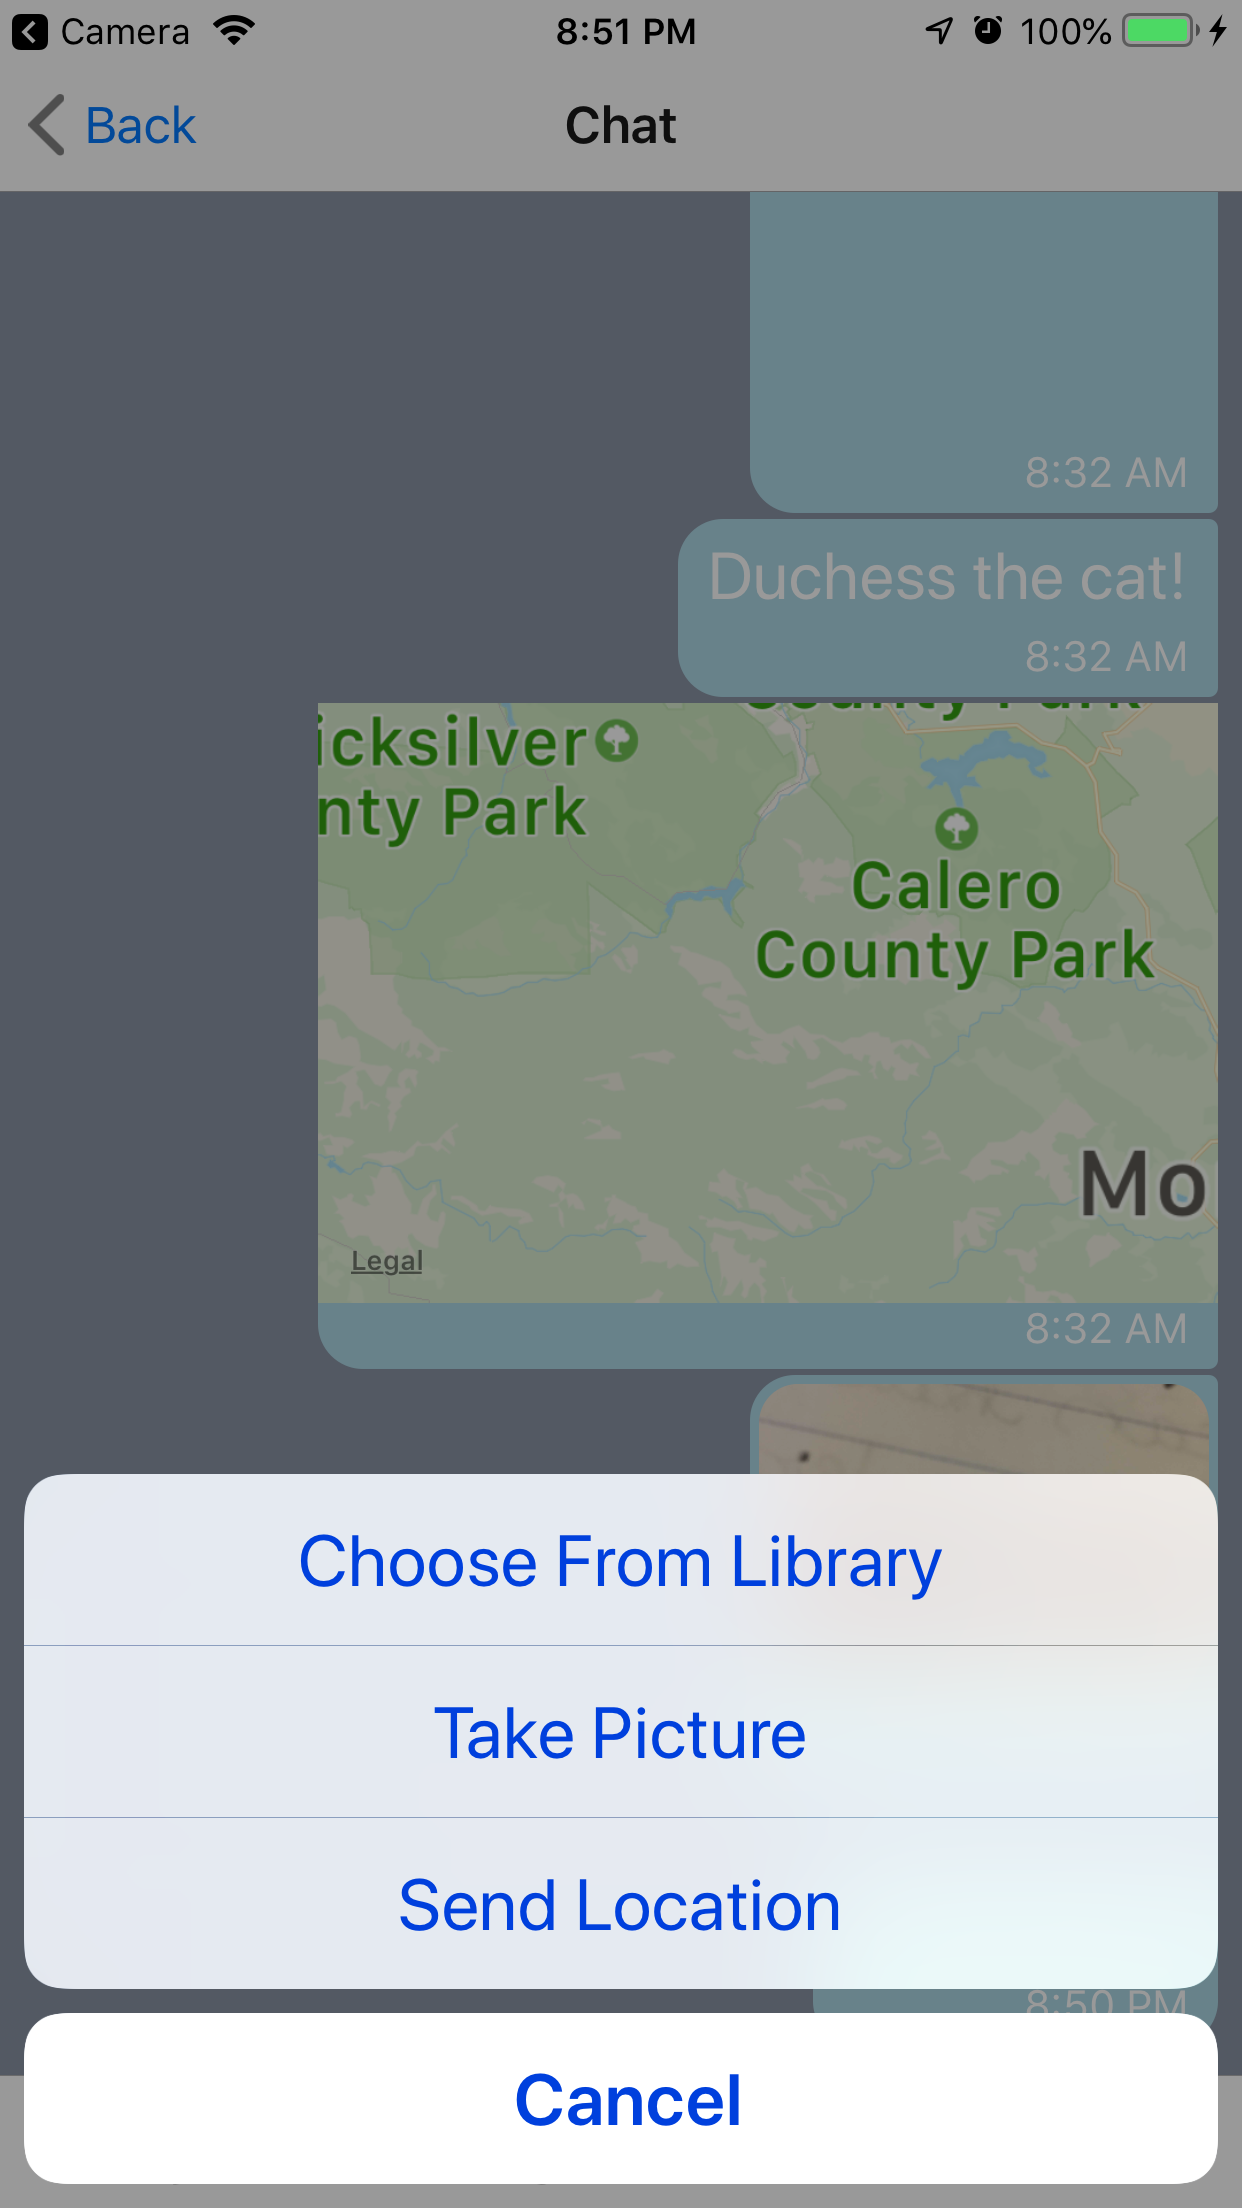 Camera 8:51 PM 100%
Back Chat
8:32 AM
Duchess the cat!
8:32 AM
County Park
icksilver
nty Park
Calero
County Park
Mo
Legal
8:32 AM
Choose From Library
Take Picture
Send Location
8:50 PM
Cancel